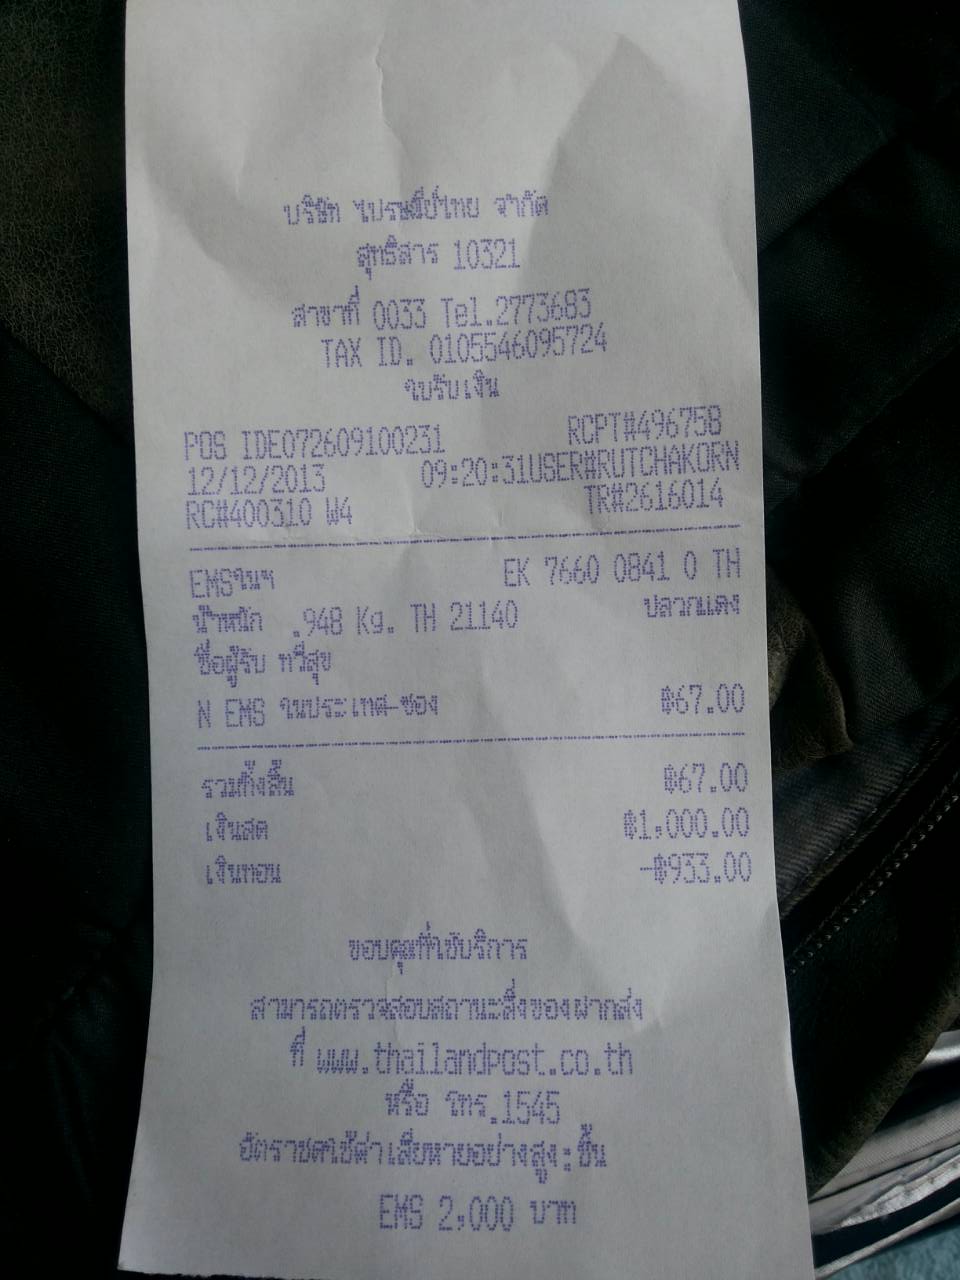 บริษัท ไปรษณีย์ไทย จำกัด
สุทธิสาร 10321
สาขาที่ 0033 Tel.2773683
TAX ID. 0105546095724
ใบรับเงิน
POS IDE072609100231 RCPT#496758
12/12/2013 09:20:31USER#RUTCHAKORN
RC#400310 W4 TR#2616014
EMSในฯ EK 7660 0841 0 TH
น้ำหนัก .948 Kg. TH 21140 ปลวกแดง
ชื่อผู้รับ ทวีสุข
N EMS ในประเทศ-ซอง ฿67.00
รวมทั้งสิ้น ฿67.00
เงินสด ฿1,000.00
เงินทอน -฿933.00
ขอบคุณที่ใช้บริการ
สามารถตรวจสอบสถานะสิ่งของฝากส่ง
ที่ www.thailandpost.co.th
หรือ โทร.1545
อัตราชดใช้ค่าเสียหายอย่างสูง:ชิ้น
EMS 2,000 บาท